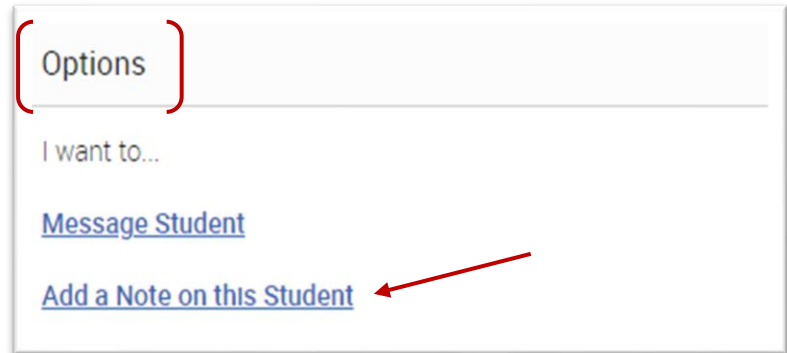 Options
I want to...
Message Student
Add a Note on this Student